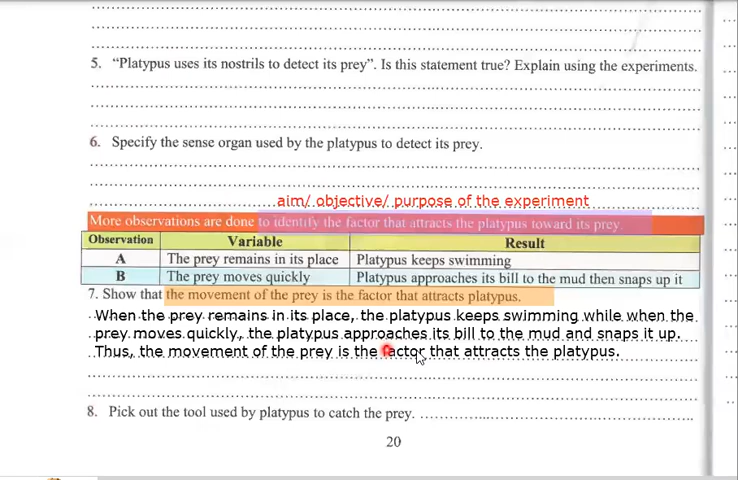 5. “Platypus uses its nostrils to detect its prey”. Is this statement true? Explain using the experiments.
6. Specify the sense organ used by the platypus to detect its prey.
aim/ objective/ purpose of the experiment
More observations are done to identify the factor that attracts the platypus toward its prey.
Observation Variable Result
A The prey remains in its place Platypus keeps swimming
B The prey moves quickly Platypus approaches its bill to the mud then snaps up it
7. Show that the movement of the prey is the factor that attracts platypus.
When the prey remains in its place, the platypus keeps swimming while when the
prey moves quickly, the platypus approaches its bill to the mud and snaps it up.
Thus, the movement of the prey is the factor that attracts the platypus.
8. Pick out the tool used by platypus to catch the prey.
20